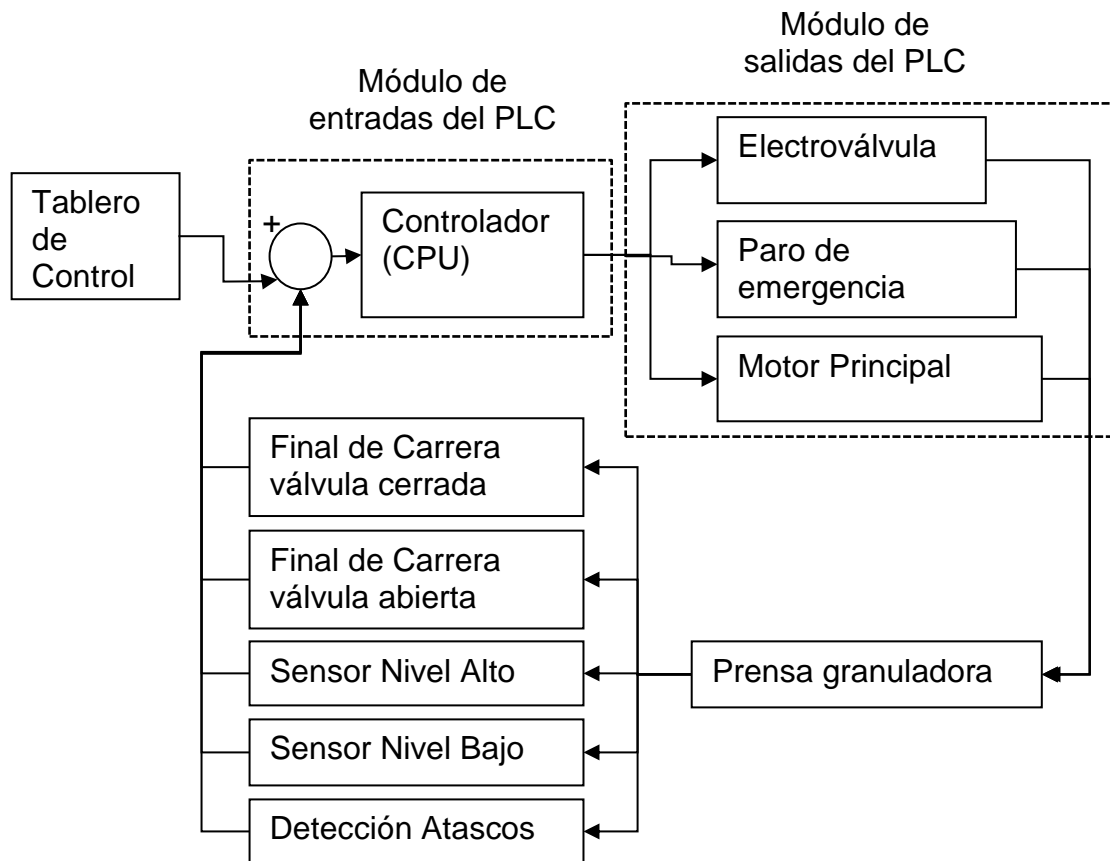 Módulo de
salidas del PLC
Módulo de
entradas del PLC
Electroválvula
Tablero
de
Control
+
Controlador
(CPU)
Paro de
emergencia
Motor Principal
Final de Carrera
válvula cerrada
Final de Carrera
válvula abierta
Sensor Nivel Alto
Prensa granuladora
Sensor Nivel Bajo
Detección Atascos